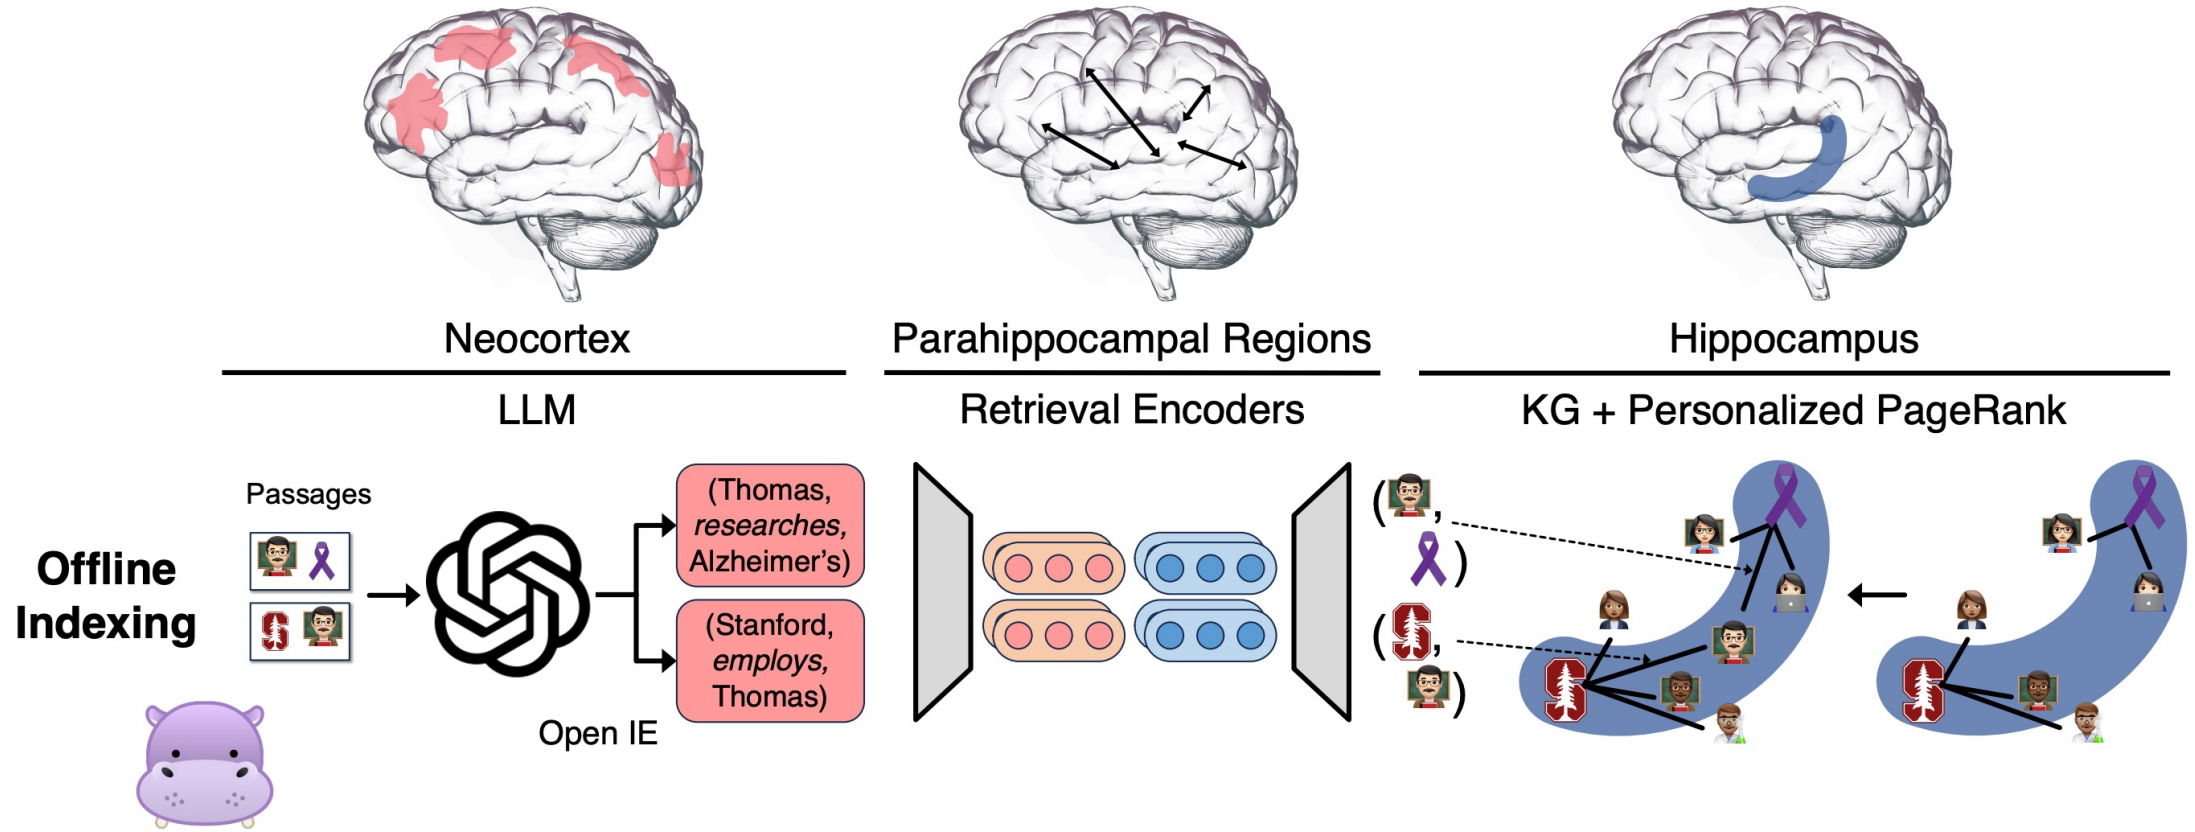 Neocortex
Parahippocampal Regions
Hippocampus
LLM
Retrieval Encoders
KG + Personalized PageRank
Offline
Indexing
Passages
(Thomas,
researches,
Alzheimer's)
(Stanford,
employs,
Thomas)
Open IE
( ,
)
( ,
)